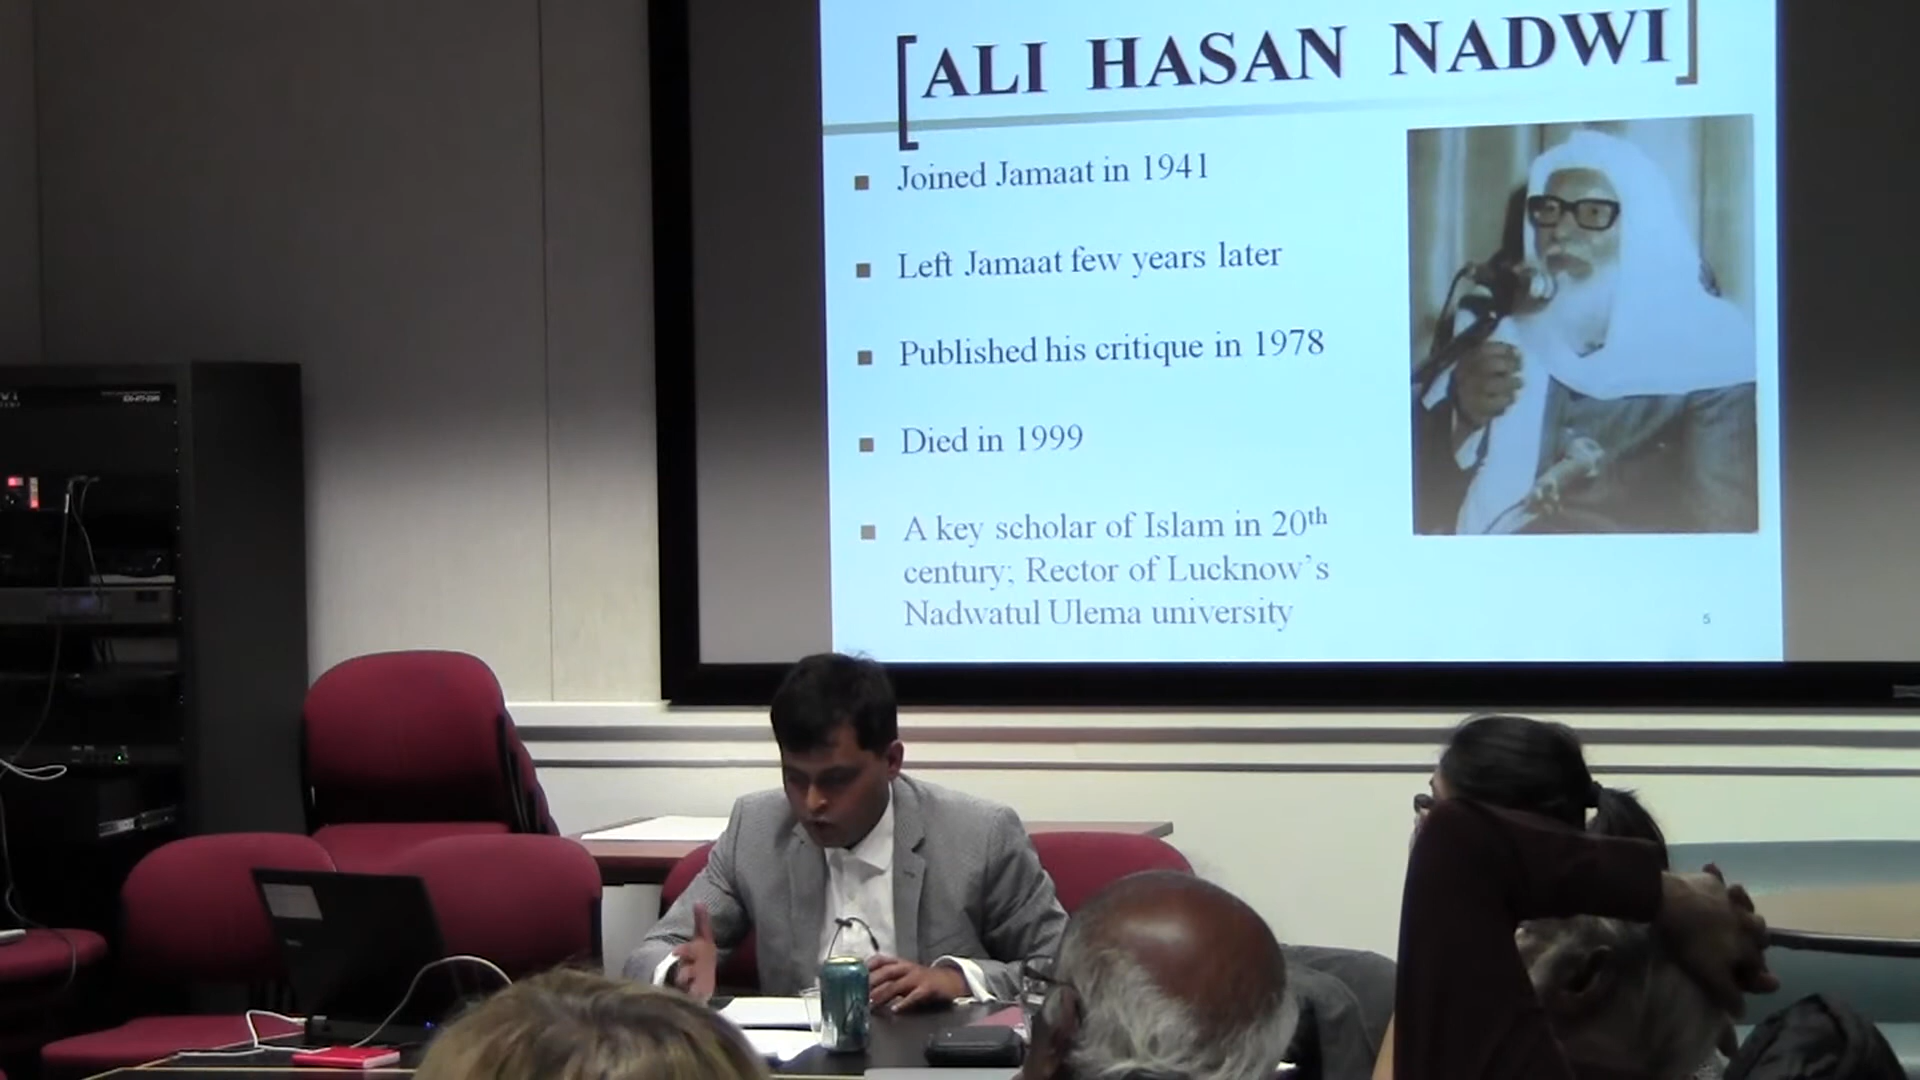 [ALI HASAN NADWI]
Joined Jamaat in 1941
Left Jamaat few years later
Published his critique in 1978
Died in 1999
A key scholar of Islam in 20th
century; Rector of Lucknow's
Nadwatul Ulema university
5